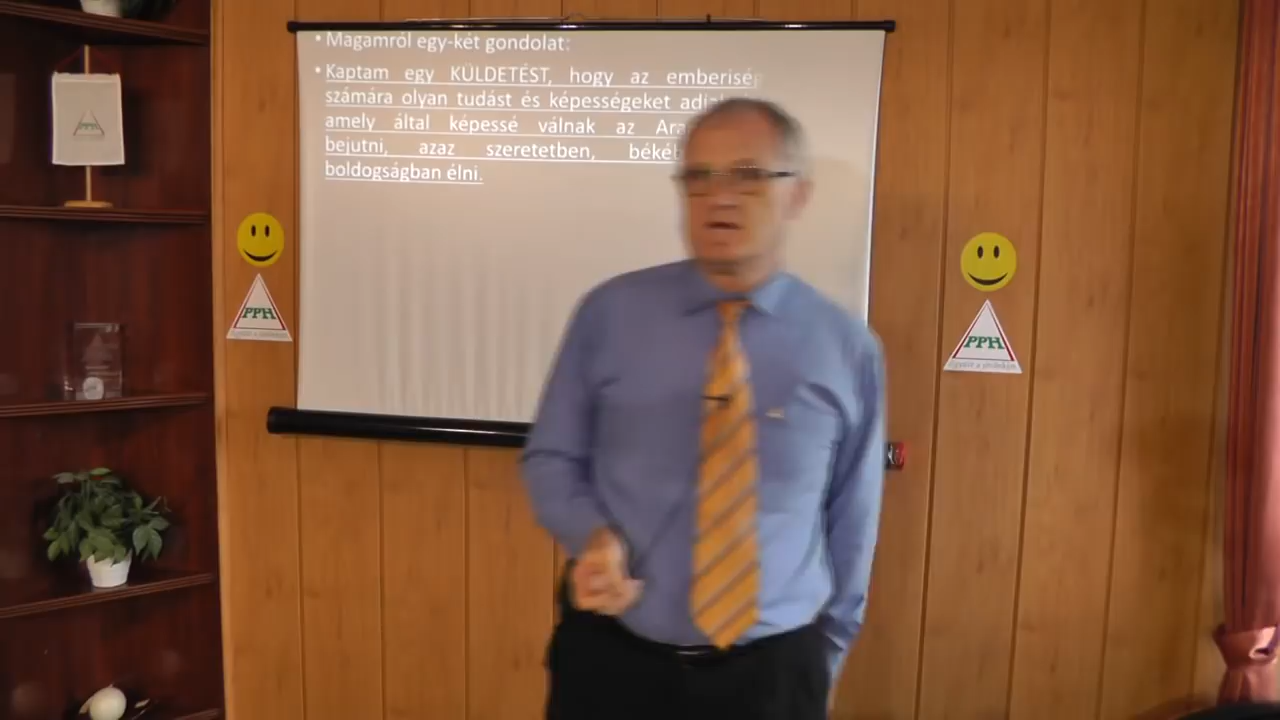 • Magamról egy-két gondolat:
• Kaptam egy KÜLDETÉST, hogy az emberiség
számára olyan tudást és képességeket
amely által képessé válnak az
bejutni, azaz szeretetben,
boldogságban élni.
PPH
PPH
PPH